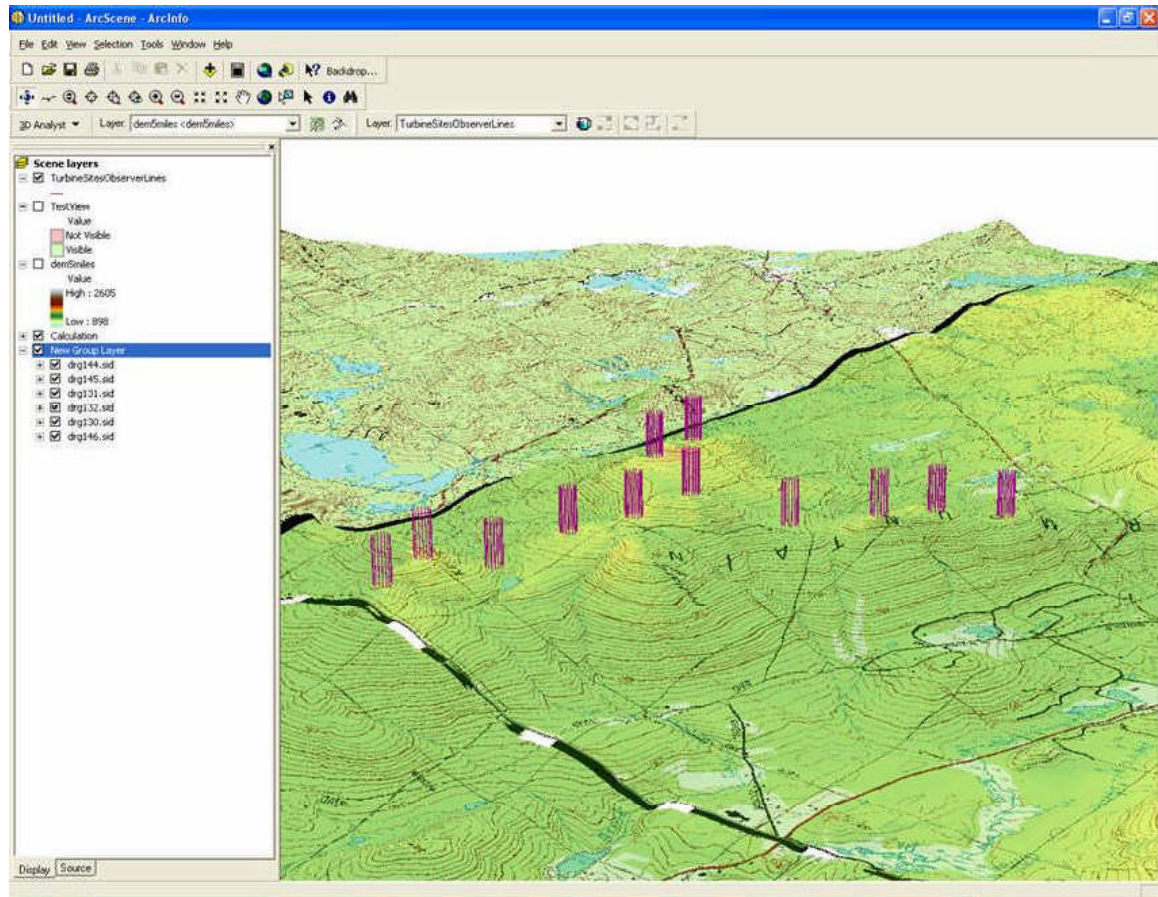 Untitled - ArcScene - ArcInfo
File Edit View Selection Tools Window Help
Backdrop...
3D Analyst Layer: dem5miles <dem5miles> Layer: TurbineSitesObserverLines
Scene layers
TurbineSitesObserverLines
TestView
Value
Not Visible
Visible
dem5miles
Value
High : 2605
Low : 898
Calculation
New Group Layer
drg144.sid
drg145.sid
drg131.sid
drg132.sid
drg130.sid
drg146.sid
Display Source